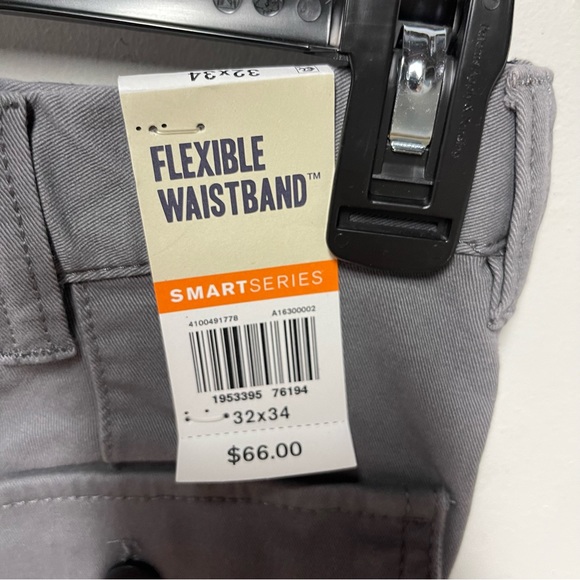 32x34
FLEXIBLE
WAISTBAND™
SMARTSERIES
4100491778 A16300002
1953395 76194
32x34
$66.00